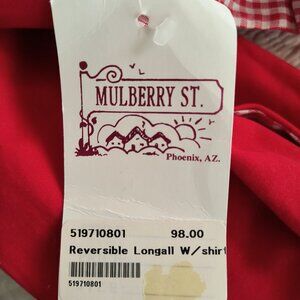 MULBERRY ST.
Phoenix, AZ.
519710801 98.00
Reversible Longall W/shirt
519710801